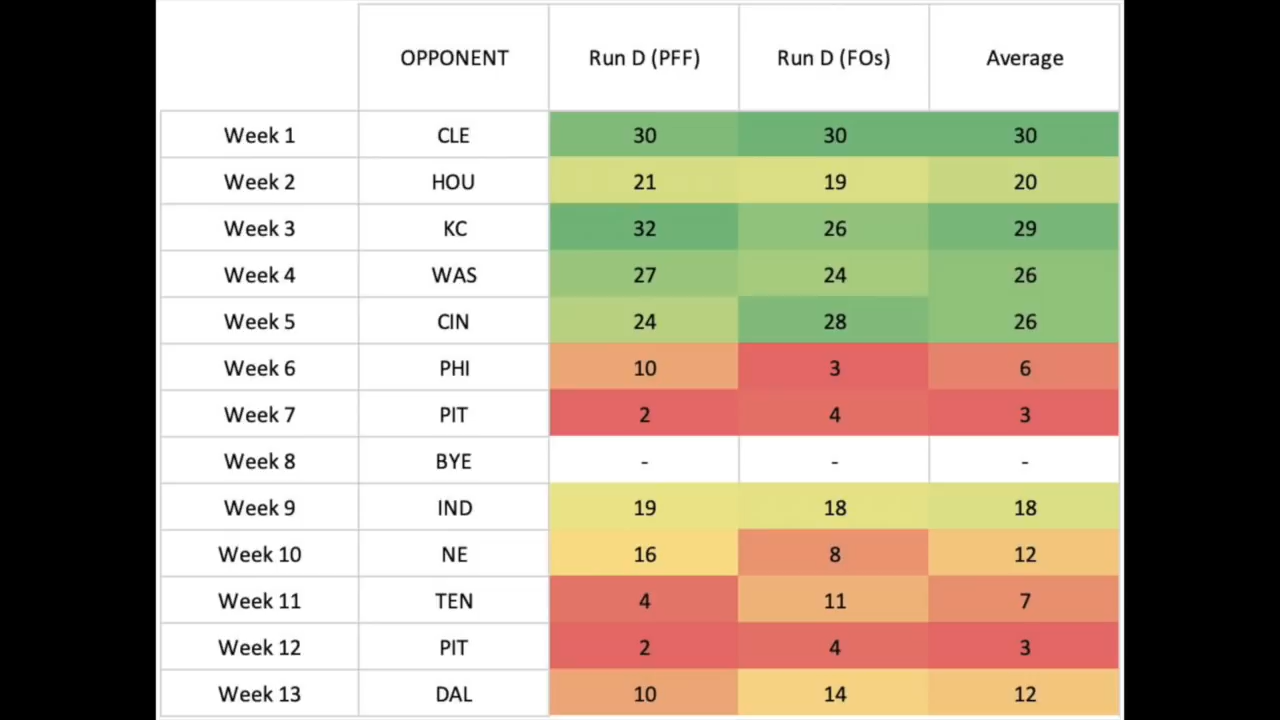 OPPONENT Run D (PFF) Run D (FOs) Average
Week 1 CLE 30 30 30
Week 2 HOU 21 19 20
Week 3 KC 32 26 29
Week 4 WAS 27 24 26
Week 5 CIN 24 28 26
Week 6 PHI 10 3 6
Week 7 PIT 2 4 3
Week 8 BYE - - -
Week 9 IND 19 18 18
Week 10 NE 16 8 12
Week 11 TEN 4 11 7
Week 12 PIT 2 4 3
Week 13 DAL 10 14 12